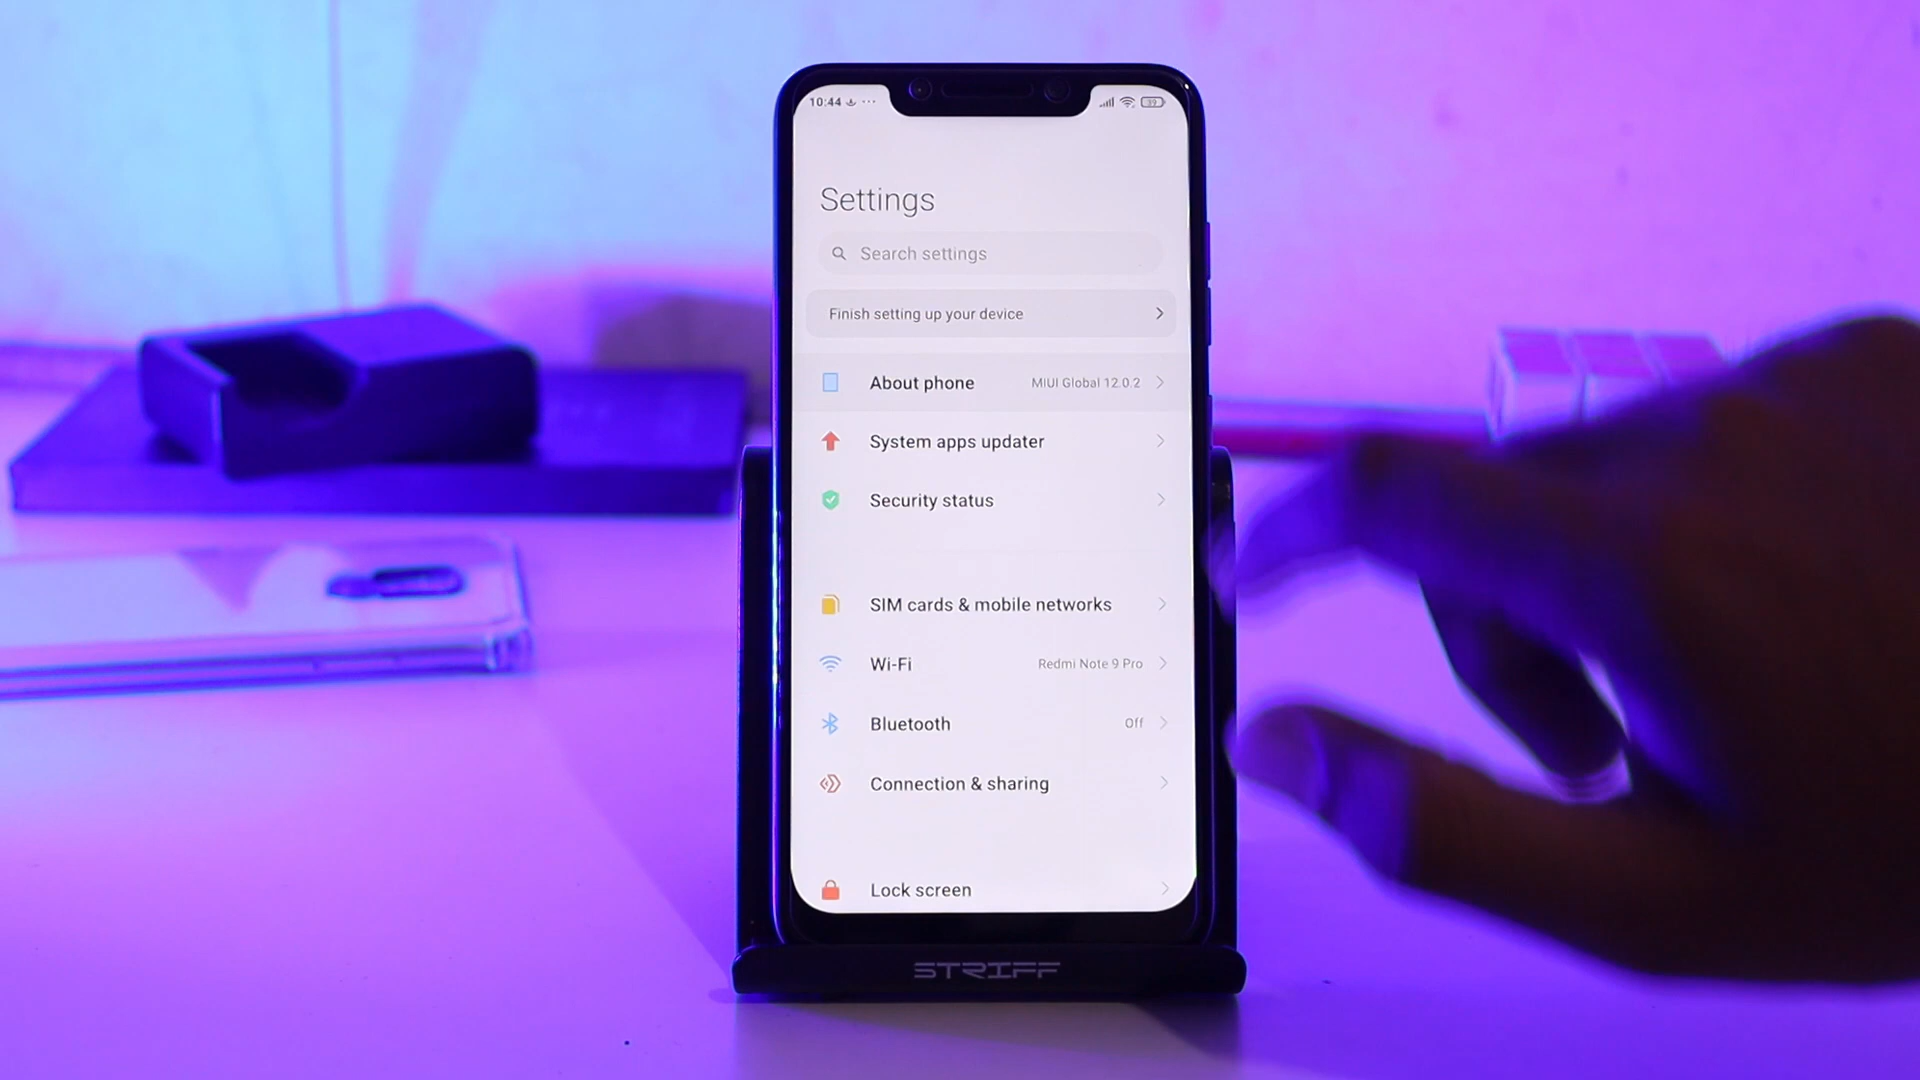 10:44
39
Settings
Search settings
Finish setting up your device
About phone MIUI Global 12.0.2
System apps updater
Security status
SIM cards & mobile networks
Wi-Fi Redmi Note 9 Pro
Bluetooth Off
Connection & sharing
Lock screen
STRIFF